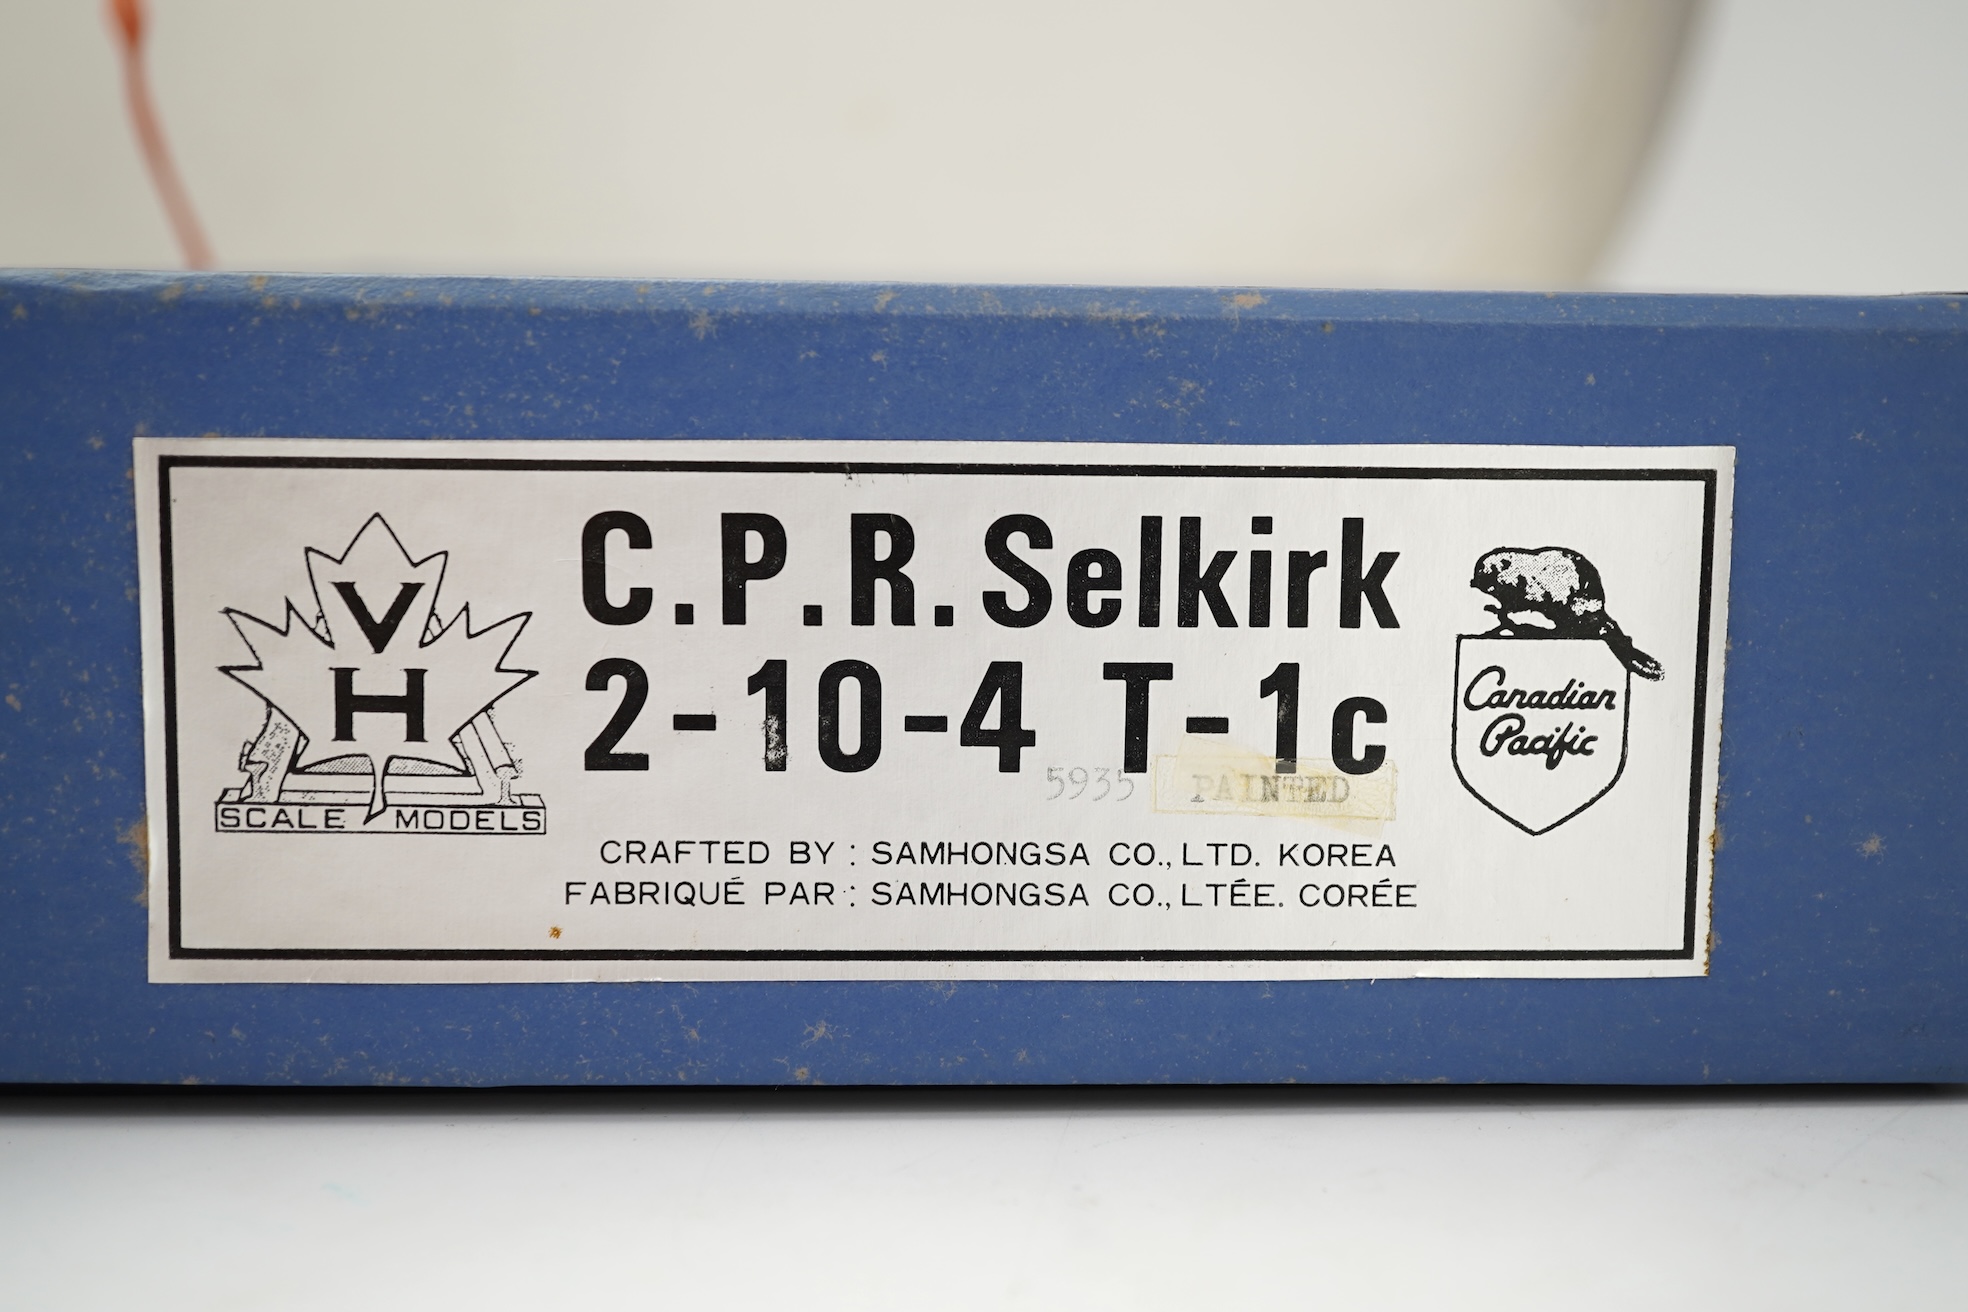 V
H
SCALE MODELS
C.P.R. Selkirk
2-10-4 T-1c
5935 PAINTED
CRAFTED BY : SAMHONGSA CO., LTD. KOREA
FABRIQUÉ PAR : SAMHONGSA CO., LTÉE. CORÉE
Canadian
Pacific